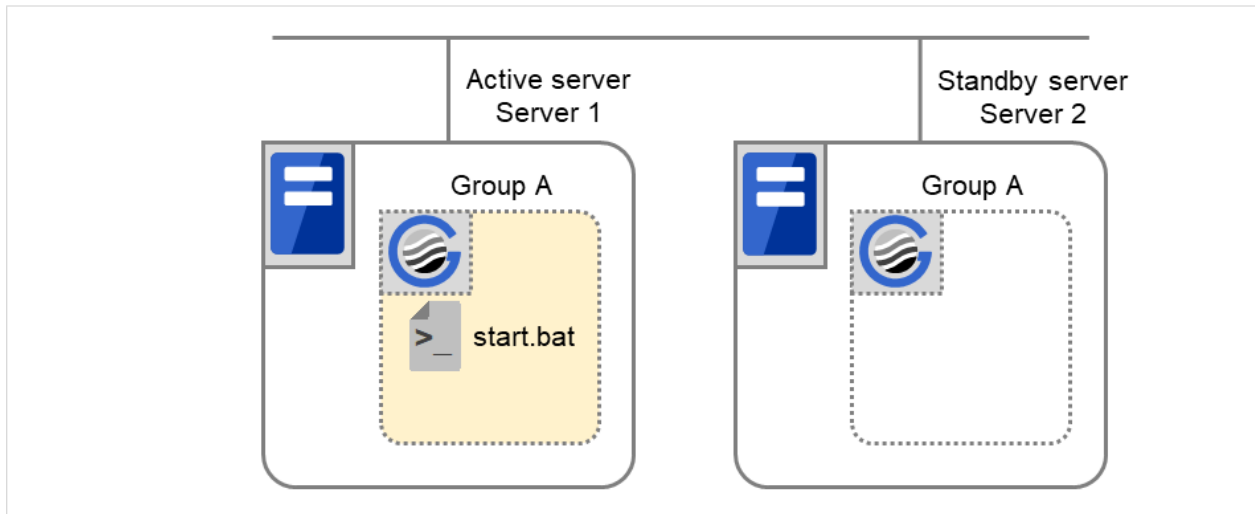 Active server
Server 1
Standby server
Server 2
Group A
Group A
>_ start.bat